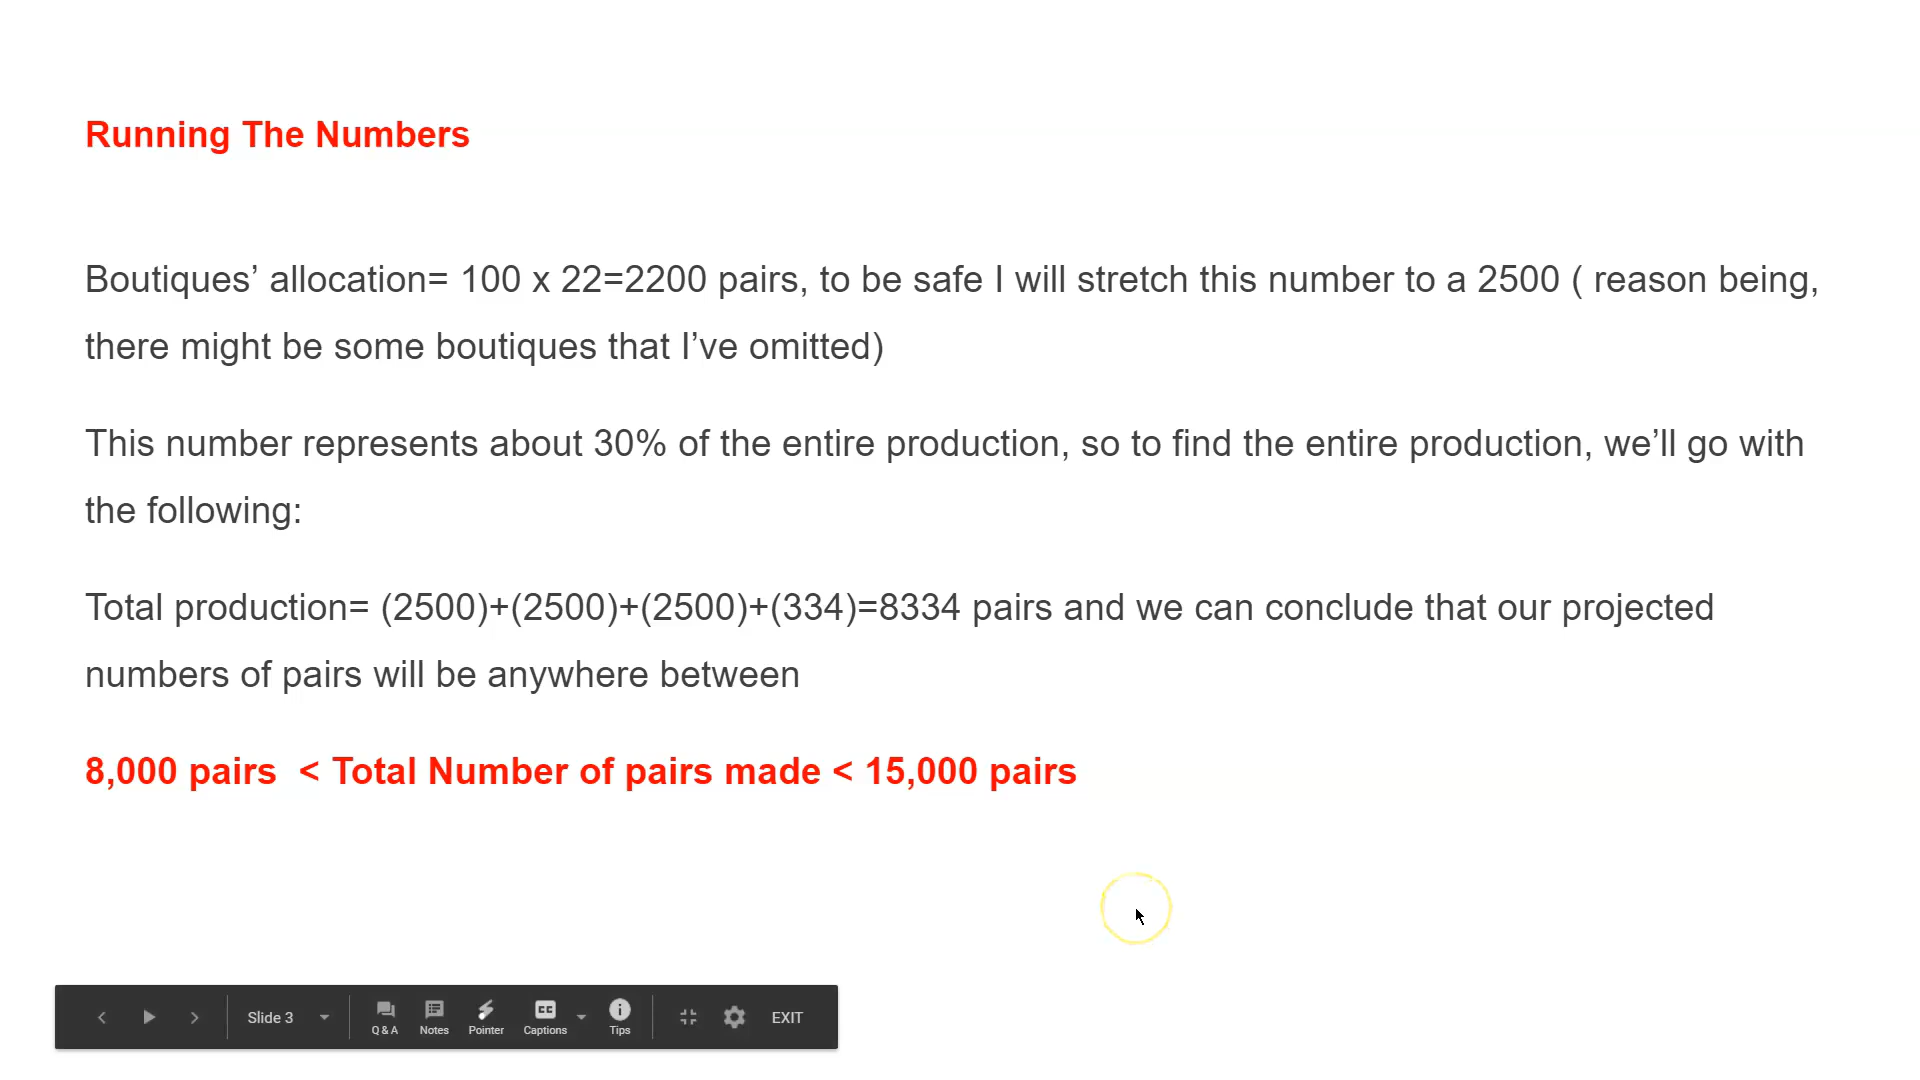 Running The Numbers
Boutiques’ allocation= 100 x 22=2200 pairs, to be safe I will stretch this number to a 2500 ( reason being,
there might be some boutiques that I’ve omitted)
This number represents about 30% of the entire production, so to find the entire production, we’ll go with
the following:
Total production= (2500)+(2500)+(2500)+(334)=8334 pairs and we can conclude that our projected
numbers of pairs will be anywhere between
8,000 pairs < Total Number of pairs made < 15,000 pairs
Slide 3
Q & A
Notes
Pointer
CC
Captions
Tips
EXIT